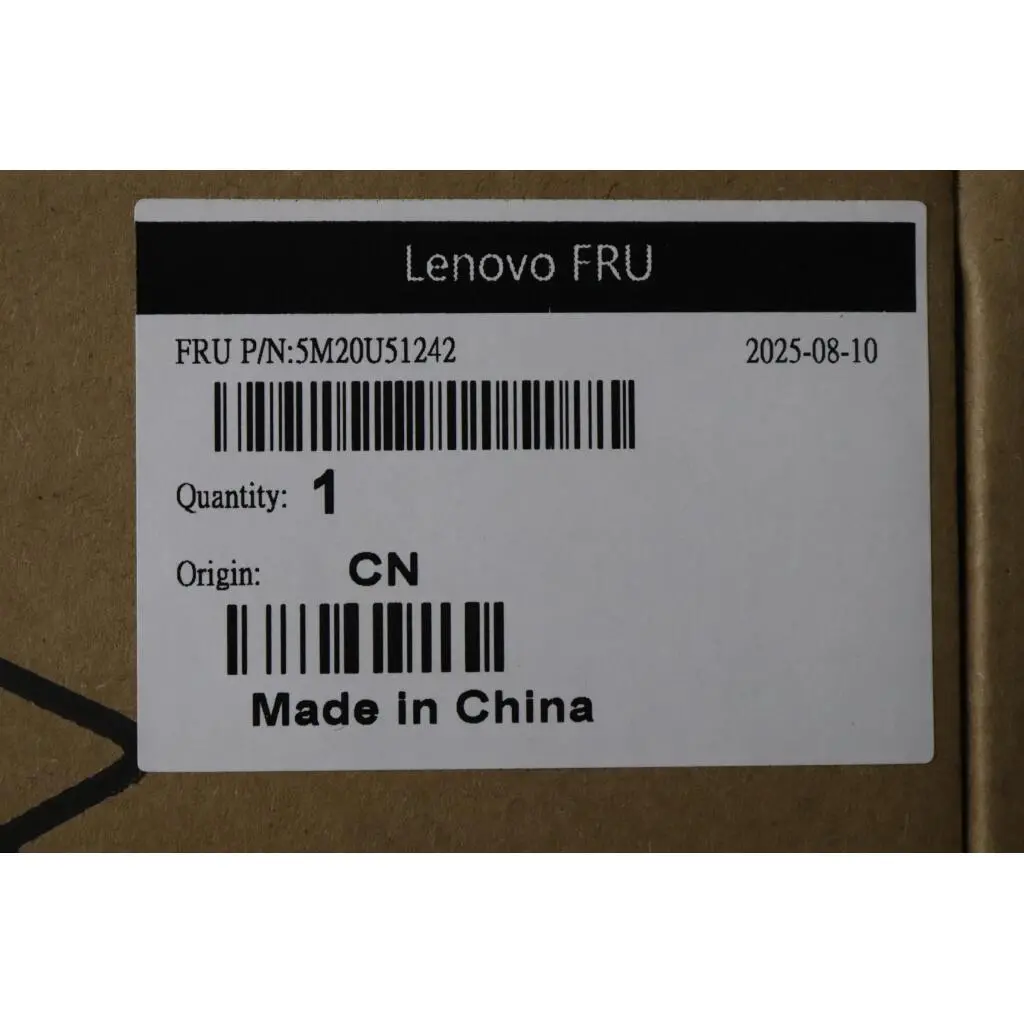 Lenovo FRU
FRU P/N:5M20U51242 2025-08-10
Quantity: 1
Origin: CN
Made in China